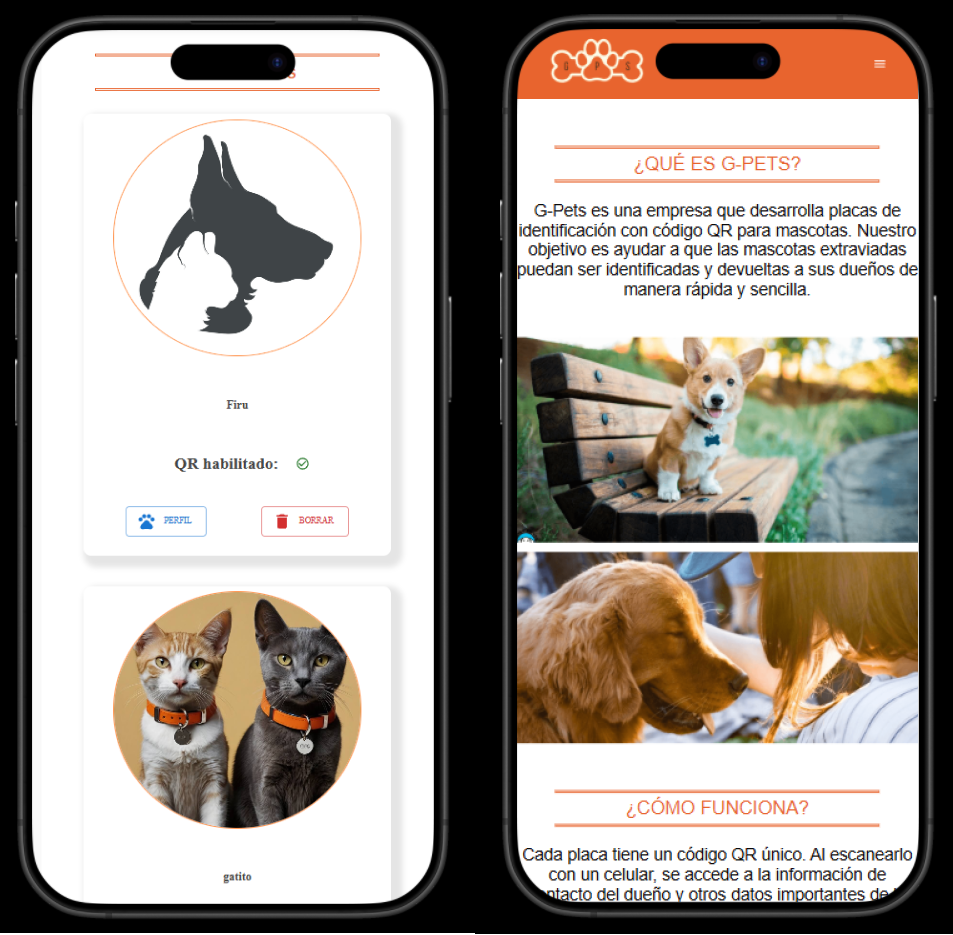 Firu
QR habilitado:
PERFIL
BORRAR
gatito
G P S
¿QUÉ ES G-PETS?
G-Pets es una empresa que desarrolla placas de
identificación con código QR para mascotas. Nuestro
objetivo es ayudar a que las mascotas extraviadas
puedan ser identificadas y devueltas a sus dueños de
manera rápida y sencilla.
¿CÓMO FUNCIONA?
Cada placa tiene un código QR único. Al escanearlo
con un celular, se accede a la información de
contacto del dueño y otros datos importantes de